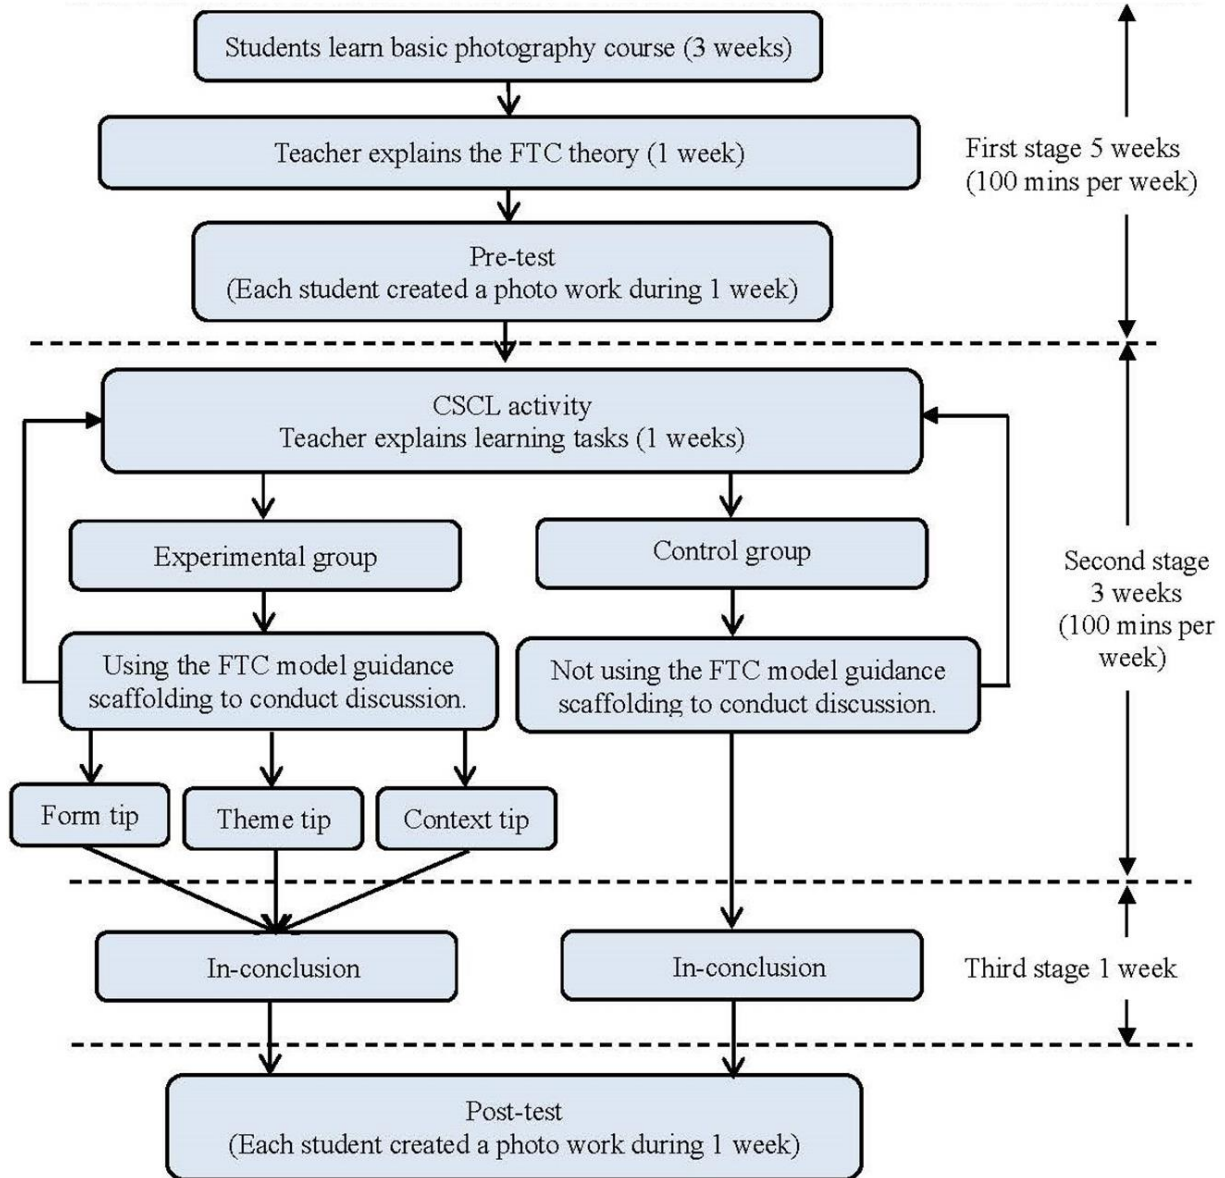 Students learn basic photography course (3 weeks)
Teacher explains the FTC theory (1 week)
First stage 5 weeks
(100 mins per week)
Pre-test
(Each student created a photo work during 1 week)
CSCL activity
Teacher explains learning tasks (1 weeks)
Experimental group
Control group
Second stage
3 weeks
(100 mins per
week)
Using the FTC model guidance
scaffolding to conduct discussion.
Not using the FTC model guidance
scaffolding to conduct discussion.
Form tip
Theme tip
Context tip
In-conclusion
In-conclusion
Third stage 1 week
Post-test
(Each student created a photo work during 1 week)